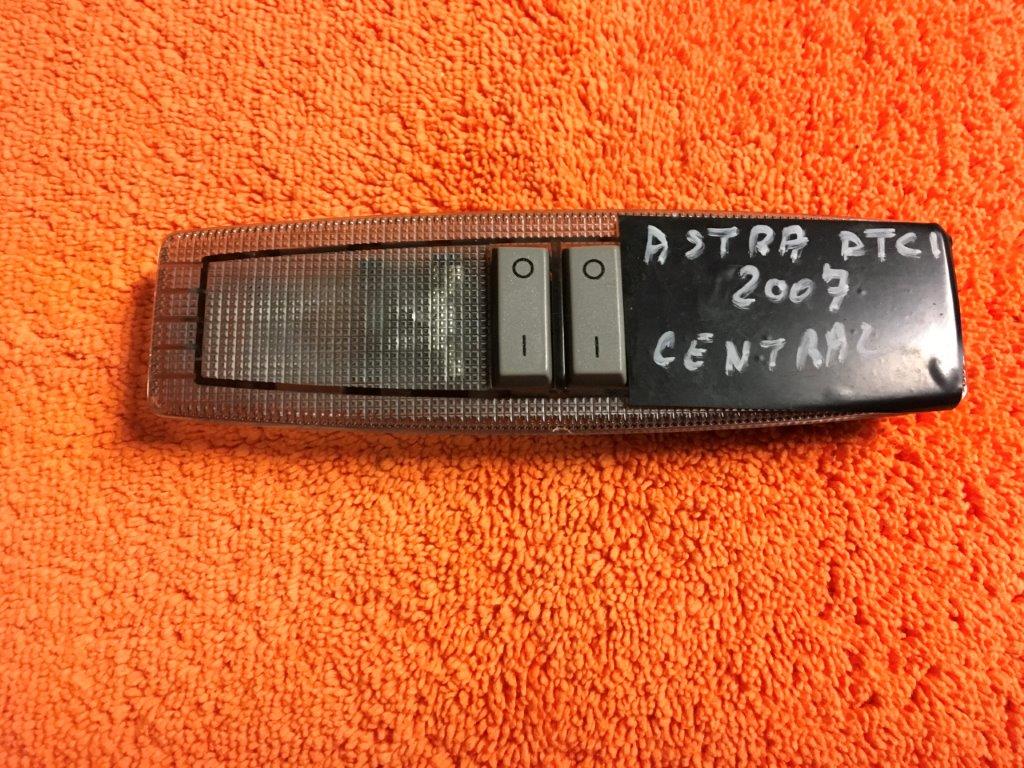 O O
I I
ASTRA DTCI
2007
CENTRAL